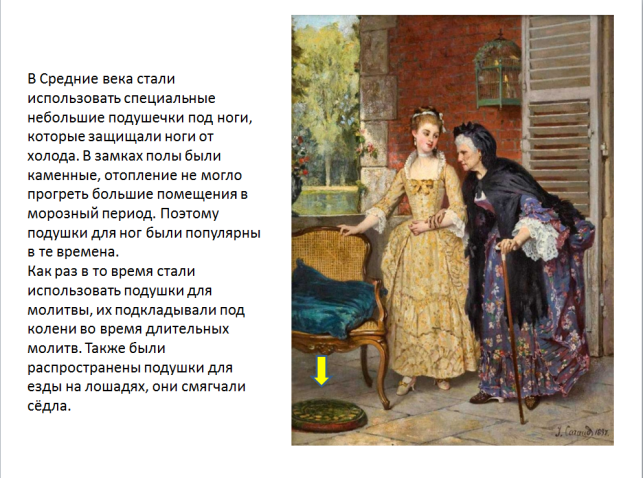 В Средние века стали
использовать специальные
небольшие подушечки под ноги,
которые защищали ноги от
холода. В замках полы были
каменные, отопление не могло
прогреть большие помещения в
морозный период. Поэтому
подушки для ног были популярны
в те времена.
Как раз в то время стали
использовать подушки для
молитвы, их подкладывали под
колени во время длительных
молитв. Также были
распространены подушки для
езды на лошадях, они смягчали
сёдла.